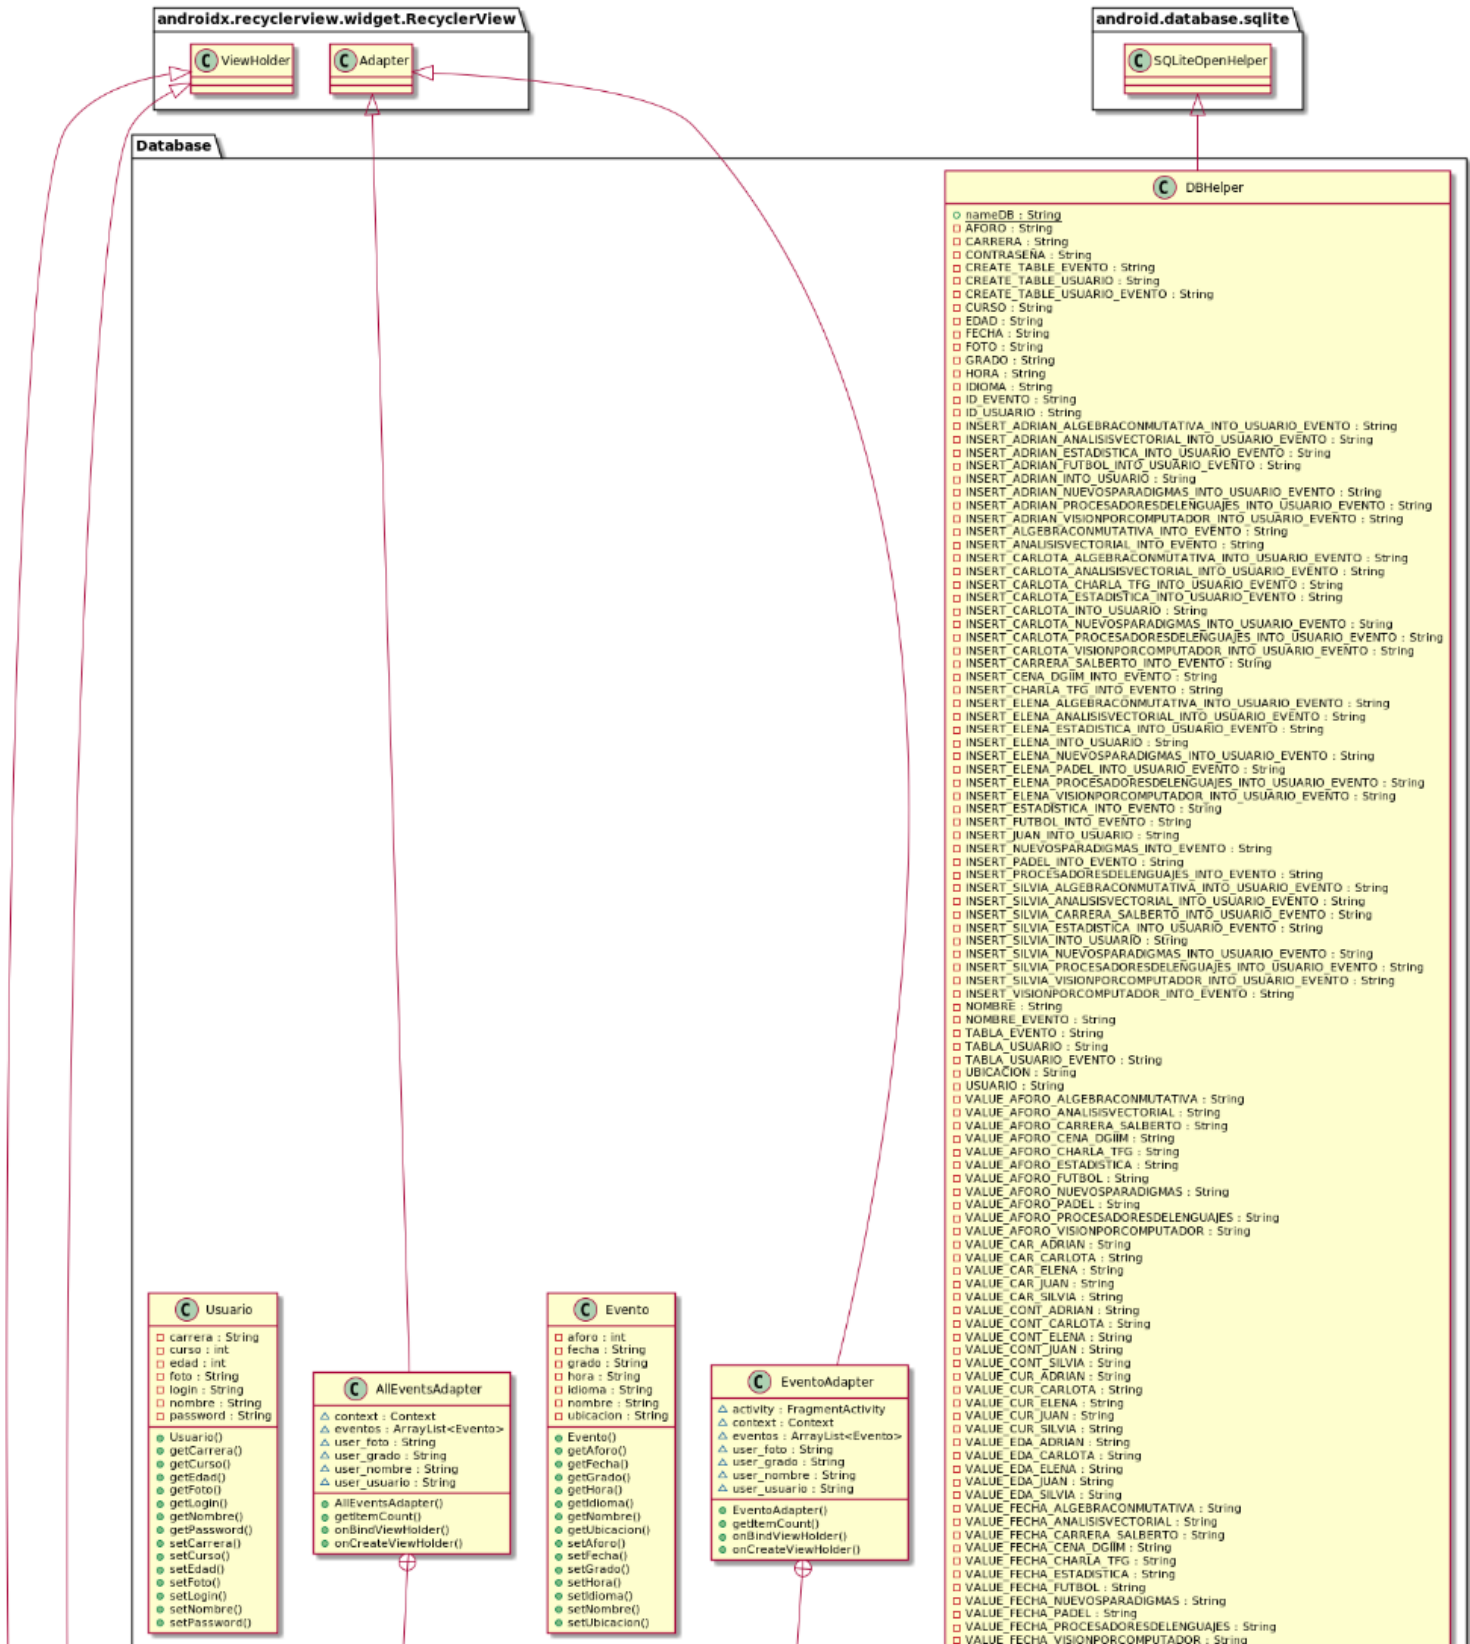 androidx.recyclerview.widget.RecyclerView
ViewHolder
Adapter
android.database.sqlite
SQLiteOpenHelper
Database
DBHelper
nameDB : String
AFORO : String
CARRERA : String
CONTRASEÑA : String
CREATE_TABLE_EVENTO : String
CREATE_TABLE_USUARIO : String
CREATE_TABLE_USUARIO_EVENTO : String
CURSO : String
EDAD : String
FECHA : String
FOTO : String
GRADO : String
HORA : String
IDIOMA : String
ID_EVENTO : String
ID_USUARIO : String
INSERT_ADRIAN_ALGEBRACONMUTATIVA_INTO_USUARIO_EVENTO : String
INSERT_ADRIAN_ANALISISVECTORIAL_INTO_USUARIO_EVENTO : String
INSERT_ADRIAN_ESTADISTICA_INTO_USUARIO_EVENTO : String
INSERT_ADRIAN_FUTBOL_INTO_USUARIO_EVENTO : String
INSERT_ADRIAN_INTO_USUARIO : String
INSERT_ADRIAN_NUEVOSPARADIGMAS_INTO_USUARIO_EVENTO : String
INSERT_ADRIAN_PROCESADORESDELENGUAJES_INTO_USUARIO_EVENTO : String
INSERT_ADRIAN_VISIONPORCOMPUTADOR_INTO_USUARIO_EVENTO : String
INSERT_ALGEBRACONMUTATIVA_INTO_EVENTO : String
INSERT_ANALISISVECTORIAL_INTO_EVENTO : String
INSERT_CARLOTA_ALGEBRACONMUTATIVA_INTO_USUARIO_EVENTO : String
INSERT_CARLOTA_ANALISISVECTORIAL_INTO_USUARIO_EVENTO : String
INSERT_CARLOTA_CHARLA_TFG_INTO_USUARIO_EVENTO : String
INSERT_CARLOTA_ESTADISTICA_INTO_USUARIO_EVENTO : String
INSERT_CARLOTA_INTO_USUARIO : String
INSERT_CARLOTA_NUEVOSPARADIGMAS_INTO_USUARIO_EVENTO : String
INSERT_CARLOTA_PROCESADORESDELENGUAJES_INTO_USUARIO_EVENTO : String
INSERT_CARLOTA_VISIONPORCOMPUTADOR_INTO_USUARIO_EVENTO : String
INSERT_CARRERA_SALBERTO_INTO_EVENTO : String
INSERT_CENA_DGIIM_INTO_EVENTO : String
INSERT_CHARLA_TFG_INTO_EVENTO : String
INSERT_ELENA_ALGEBRACONMUTATIVA_INTO_USUARIO_EVENTO : String
INSERT_ELENA_ANALISISVECTORIAL_INTO_USUARIO_EVENTO : String
INSERT_ELENA_ESTADISTICA_INTO_USUARIO_EVENTO : String
INSERT_ELENA_INTO_USUARIO : String
INSERT_ELENA_NUEVOSPARADIGMAS_INTO_USUARIO_EVENTO : String
INSERT_ELENA_PADEL_INTO_USUARIO_EVENTO : String
INSERT_ELENA_PROCESADORESDELENGUAJES_INTO_USUARIO_EVENTO : String
INSERT_ELENA_VISIONPORCOMPUTADOR_INTO_USUARIO_EVENTO : String
INSERT_ESTADISTICA_INTO_EVENTO : String
INSERT_FUTBOL_INTO_EVENTO : String
INSERT_JUAN_INTO_USUARIO : String
INSERT_NUEVOSPARADIGMAS_INTO_EVENTO : String
INSERT_PADEL_INTO_EVENTO : String
INSERT_PROCESADORESDELENGUAJES_INTO_EVENTO : String
INSERT_SILVIA_ALGEBRACONMUTATIVA_INTO_USUARIO_EVENTO : String
INSERT_SILVIA_ANALISISVECTORIAL_INTO_USUARIO_EVENTO : String
INSERT_SILVIA_CARRERA_SALBERTO_INTO_USUARIO_EVENTO : String
INSERT_SILVIA_ESTADISTICA_INTO_USUARIO_EVENTO : String
INSERT_SILVIA_INTO_USUARIO : String
INSERT_SILVIA_NUEVOSPARADIGMAS_INTO_USUARIO_EVENTO : String
INSERT_SILVIA_PROCESADORESDELENGUAJES_INTO_USUARIO_EVENTO : String
INSERT_SILVIA_VISIONPORCOMPUTADOR_INTO_USUARIO_EVENTO : String
INSERT_VISIONPORCOMPUTADOR_INTO_EVENTO : String
NOMBRE : String
NOMBRE_EVENTO : String
TABLA_EVENTO : String
TABLA_USUARIO : String
TABLA_USUARIO_EVENTO : String
UBICACION : String
USUARIO : String
VALUE_AFORO_ALGEBRACONMUTATIVA : String
VALUE_AFORO_ANALISISVECTORIAL : String
VALUE_AFORO_CARRERA_SALBERTO : String
VALUE_AFORO_CENA_DGIIM : String
VALUE_AFORO_CHARLA_TFG : String
VALUE_AFORO_ESTADISTICA : String
VALUE_AFORO_FUTBOL : String
VALUE_AFORO_NUEVOSPARADIGMAS : String
VALUE_AFORO_PADEL : String
VALUE_AFORO_PROCESADORESDELENGUAJES : String
VALUE_AFORO_VISIONPORCOMPUTADOR : String
VALUE_CAR_ADRIAN : String
VALUE_CAR_CARLOTA : String
VALUE_CAR_ELENA : String
VALUE_CAR_JUAN : String
VALUE_CAR_SILVIA : String
VALUE_CONT_ADRIAN : String
VALUE_CONT_CARLOTA : String
VALUE_CONT_ELENA : String
VALUE_CONT_JUAN : String
VALUE_CONT_SILVIA : String
VALUE_CUR_ADRIAN : String
VALUE_CUR_CARLOTA : String
VALUE_CUR_ELENA : String
VALUE_CUR_JUAN : String
VALUE_CUR_SILVIA : String
VALUE_EDA_ADRIAN : String
VALUE_EDA_CARLOTA : String
VALUE_EDA_ELENA : String
VALUE_EDA_JUAN : String
VALUE_EDA_SILVIA : String
VALUE_FECHA_ALGEBRACONMUTATIVA : String
VALUE_FECHA_ANALISISVECTORIAL : String
VALUE_FECHA_CARRERA_SALBERTO : String
VALUE_FECHA_CENA_DGIIM : String
VALUE_FECHA_CHARLA_TFG : String
VALUE_FECHA_ESTADISTICA : String
VALUE_FECHA_FUTBOL : String
VALUE_FECHA_NUEVOSPARADIGMAS : String
VALUE_FECHA_PADEL : String
VALUE_FECHA_PROCESADORESDELENGUAJES : String
VALUE_FECHA_VISIONPORCOMPUTADOR : String
Usuario
carrera : String
curso : int
edad : int
foto : String
login : String
nombre : String
password : String
Usuario()
getCarrera()
getCurso()
getEdad()
getFoto()
getLogin()
getNombre()
getPassword()
setCarrera()
setCurso()
setEdad()
setFoto()
setLogin()
setNombre()
setPassword()
AllEventsAdapter
context : Context
eventos : ArrayList<Evento>
user_foto : String
user_grado : String
user_nombre : String
user_usuario : String
AllEventsAdapter()
getItemCount()
onBindViewHolder()
onCreateViewHolder()
Evento
aforo : int
fecha : String
grado : String
hora : String
idioma : String
nombre : String
ubicacion : String
Evento()
getAforo()
getFecha()
getGrado()
getHora()
getIdioma()
getNombre()
getUbicacion()
setAforo()
setFecha()
setGrado()
setHora()
setIdioma()
setNombre()
setUbicacion()
EventoAdapter
activity : FragmentActivity
context : Context
eventos : ArrayList<Evento>
user_foto : String
user_grado : String
user_nombre : String
user_usuario : String
EventoAdapter()
getItemCount()
onBindViewHolder()
onCreateViewHolder()